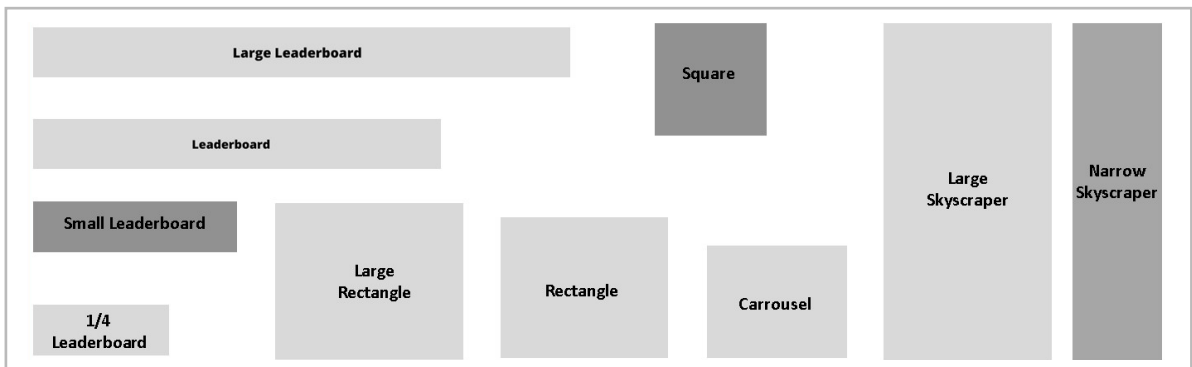 Large Leaderboard
Square
Leaderboard
Large
Skyscraper
Narrow
Skyscraper
Small Leaderboard
Large
Rectangle
Rectangle
Carrousel
1/4
Leaderboard